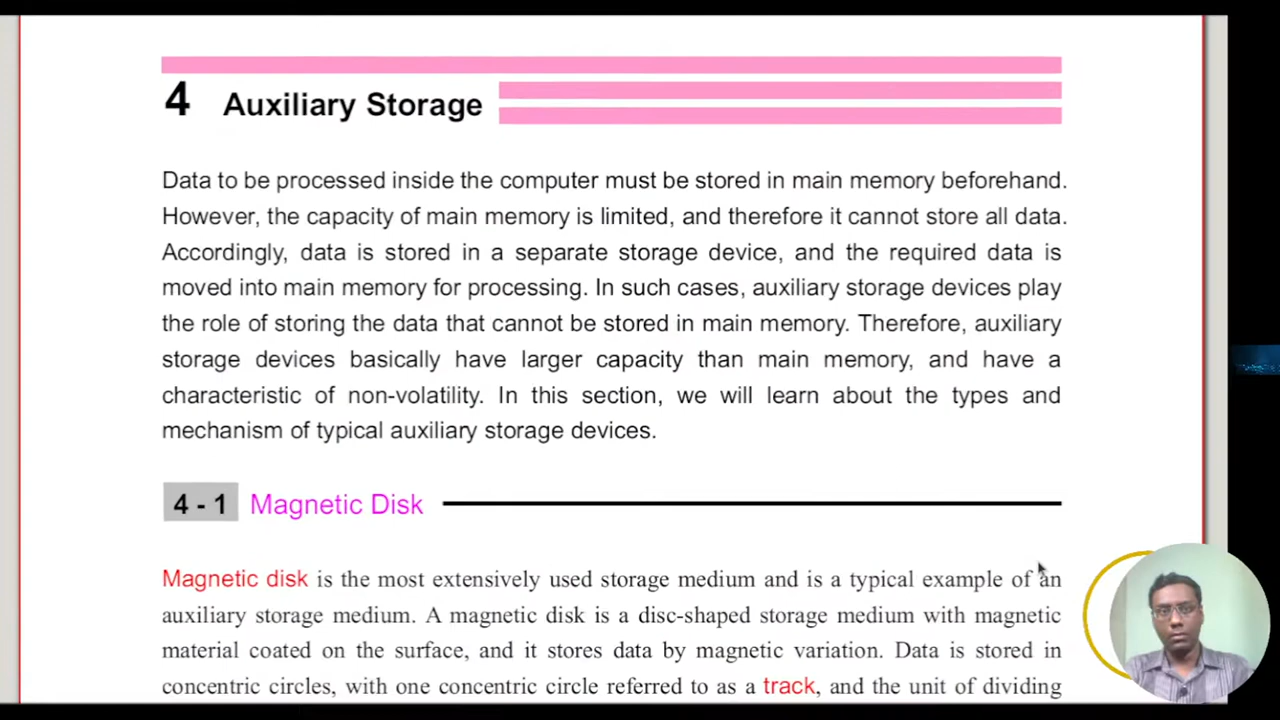 4 Auxiliary Storage
Data to be processed inside the computer must be stored in main memory beforehand.
However, the capacity of main memory is limited, and therefore it cannot store all data.
Accordingly, data is stored in a separate storage device, and the required data is
moved into main memory for processing. In such cases, auxiliary storage devices play
the role of storing the data that cannot be stored in main memory. Therefore, auxiliary
storage devices basically have larger capacity than main memory, and have a
characteristic of non-volatility. In this section, we will learn about the types and
mechanism of typical auxiliary storage devices.
4 - 1 Magnetic Disk
Magnetic disk is the most extensively used storage medium and is a typical example of an
auxiliary storage medium. A magnetic disk is a disc-shaped storage medium with magnetic
material coated on the surface, and it stores data by magnetic variation. Data is stored in
concentric circles, with one concentric circle referred to as a track, and the unit of dividing